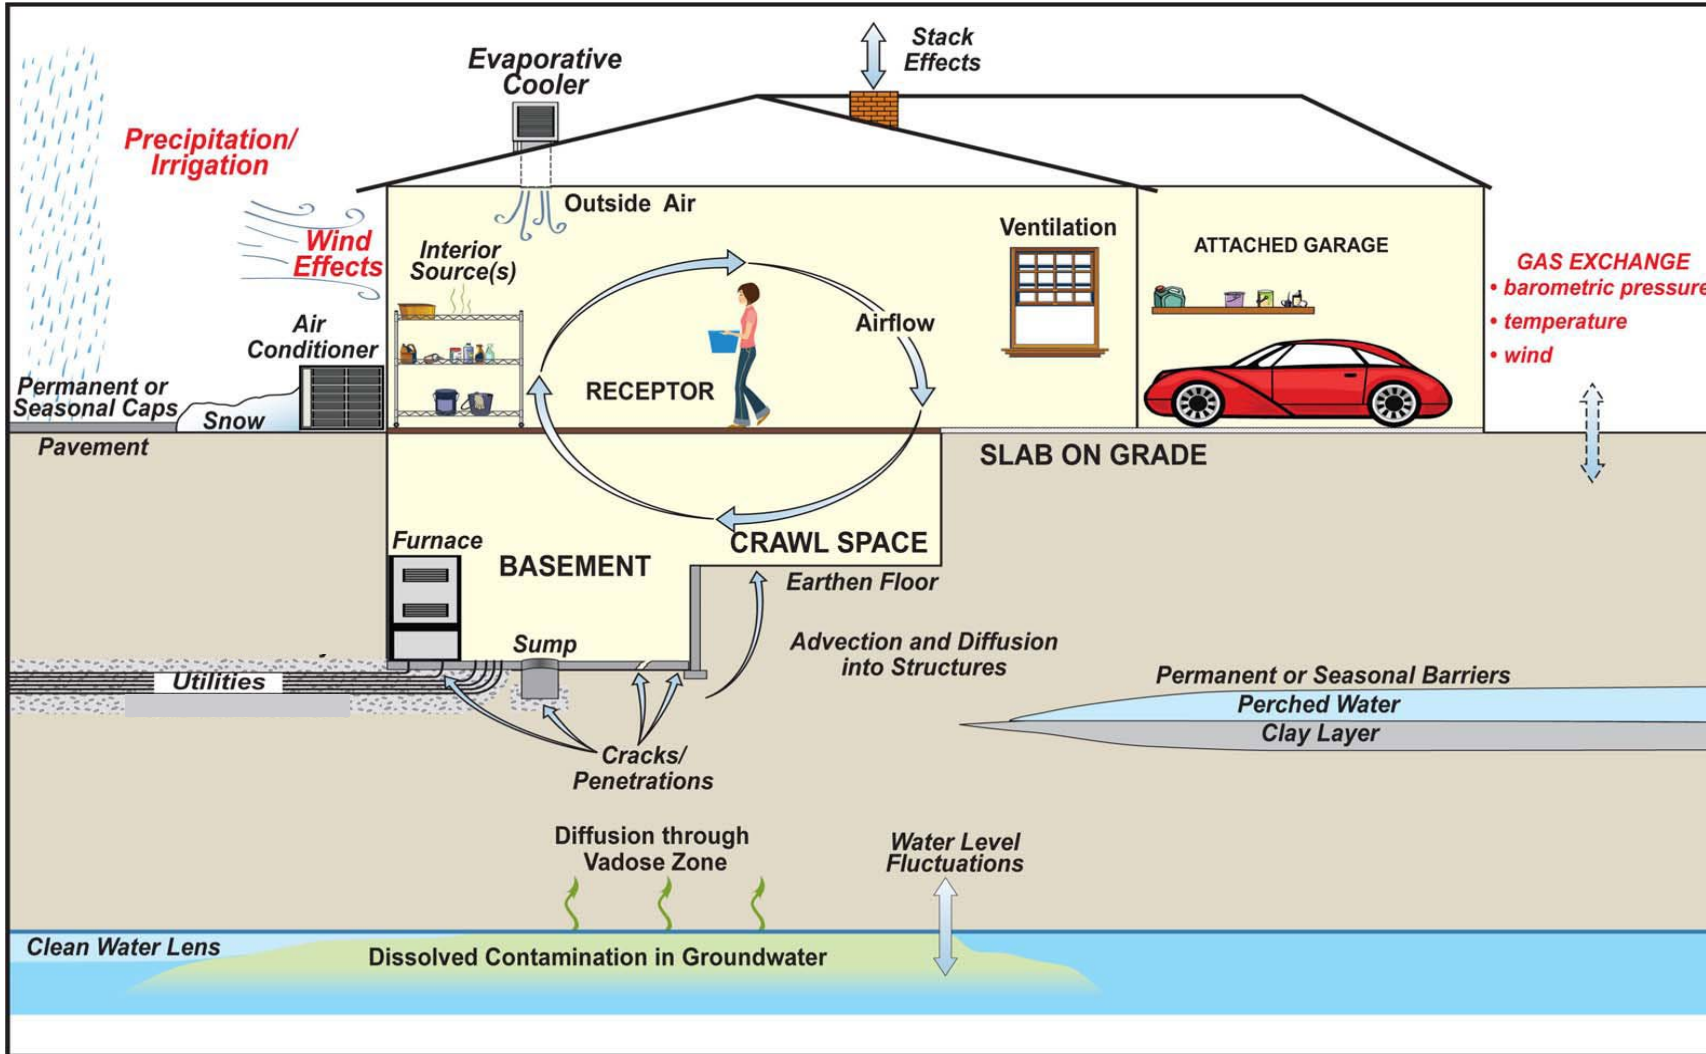 Stack
Effects
Evaporative
Cooler
Precipitation/
Irrigation
Outside Air
Wind
Effects
Interior
Source(s)
Ventilation
ATTACHED GARAGE
GAS EXCHANGE
• barometric pressure
• temperature
• wind
Airflow
Air
Conditioner
RECEPTOR
Permanent or
Seasonal Caps
Snow
Pavement
SLAB ON GRADE
Furnace
BASEMENT
CRAWL SPACE
Earthen Floor
Sump
Advection and Diffusion
into Structures
Utilities
Permanent or Seasonal Barriers
Perched Water
Clay Layer
Cracks/
Penetrations
Diffusion through
Vadose Zone
Water Level
Fluctuations
Clean Water Lens
Dissolved Contamination in Groundwater